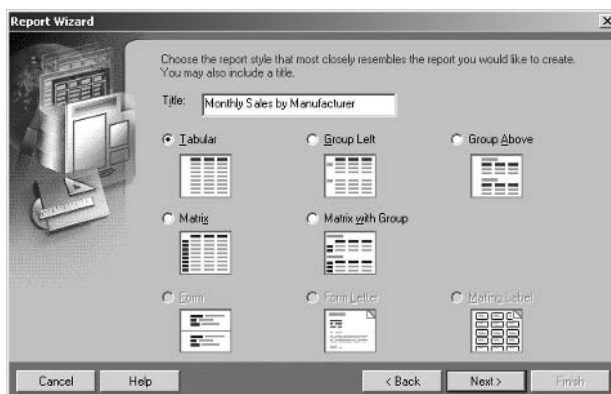 Report Wizard
Choose the report style that most closely resembles the report you would like to create.
You may also include a title.
Title: Monthly Sales by Manufacturer
Tabular Group Left Group Above
Matrix Matrix with Group
Form Form Letter Mailing Label
Cancel Help < Back Next > Finish